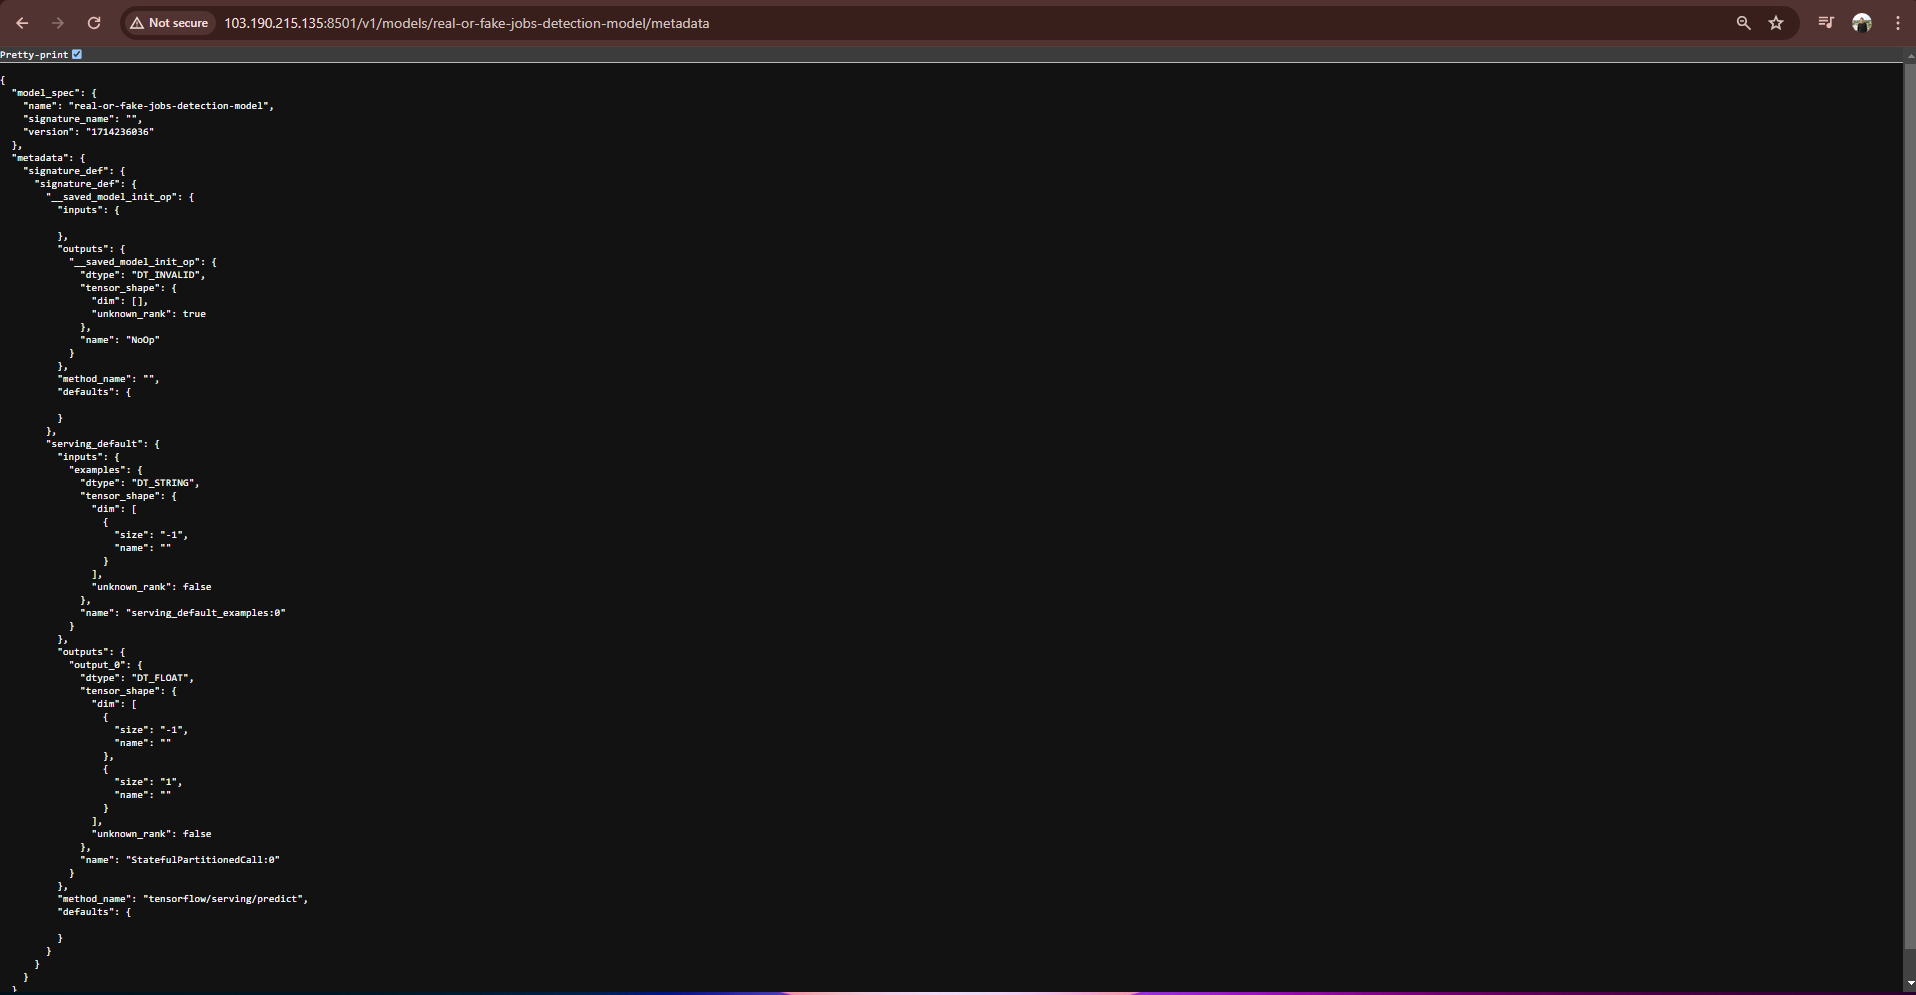 Not secure 103.190.215.135:8501/v1/models/real-or-fake-jobs-detection-model/metadata
Pretty-print
{
"model_spec": {
"name": "real-or-fake-jobs-detection-model",
"signature_name": "",
"version": "1714236036"
},
"metadata": {
"signature_def": {
"signature_def": {
"__saved_model_init_op": {
"inputs": {
},
"outputs": {
"__saved_model_init_op": {
"dtype": "DT_INVALID",
"tensor_shape": {
"dim": [],
"unknown_rank": true
},
"name": "NoOp"
}
},
"method_name": "",
"defaults": {
}
},
"serving_default": {
"inputs": {
"examples": {
"dtype": "DT_STRING",
"tensor_shape": {
"dim": [
{
"size": "-1",
"name": ""
}
],
"unknown_rank": false
},
"name": "serving_default_examples:0"
}
},
"outputs": {
"output_0": {
"dtype": "DT_FLOAT",
"tensor_shape": {
"dim": [
{
"size": "-1",
"name": ""
},
{
"size": "1",
"name": ""
}
],
"unknown_rank": false
},
"name": "StatefulPartitionedCall:0"
}
},
"method_name": "tensorflow/serving/predict",
"defaults": {
}
}
}
}
}